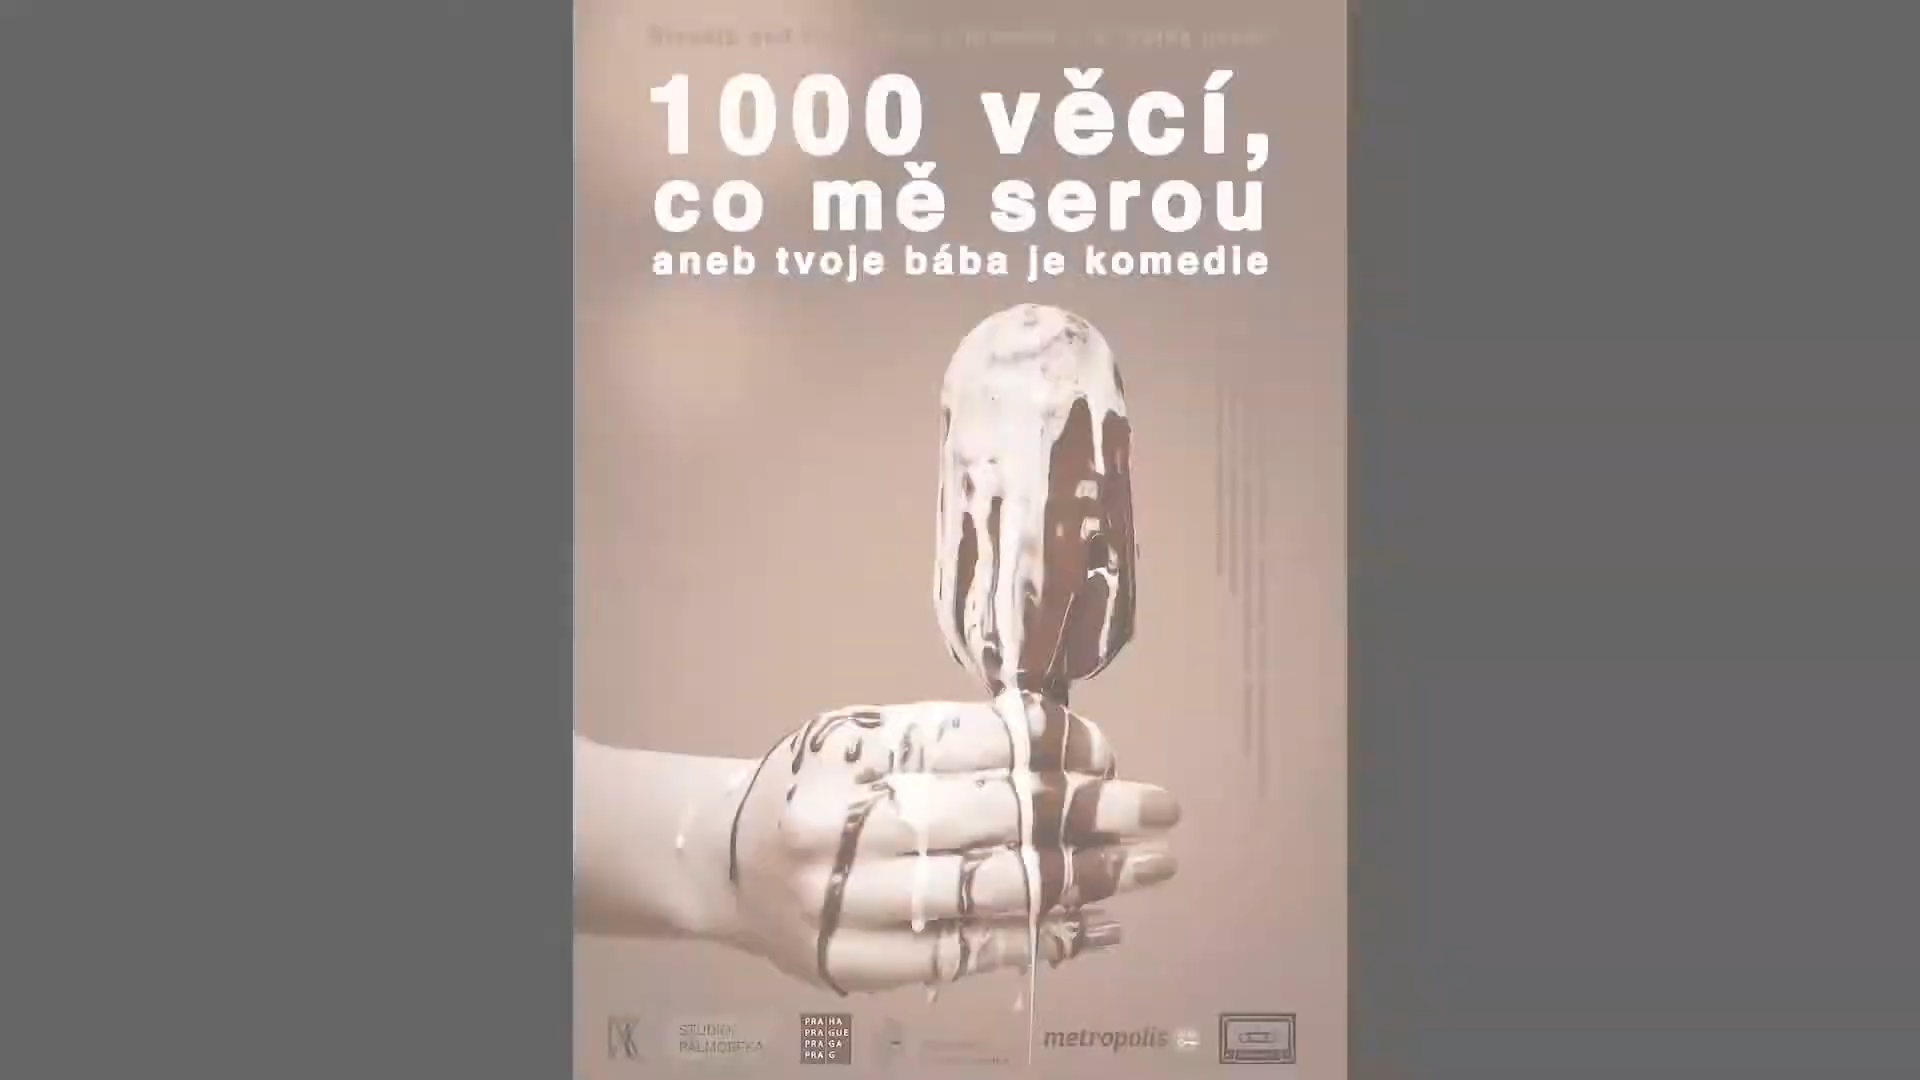 1000 věcí,
co mě serou
aneb tvoje bába je komedie
STUDIO
PALMOVKA
PRA HA
PRA GUE
PRA GA
PRA G
metropolis